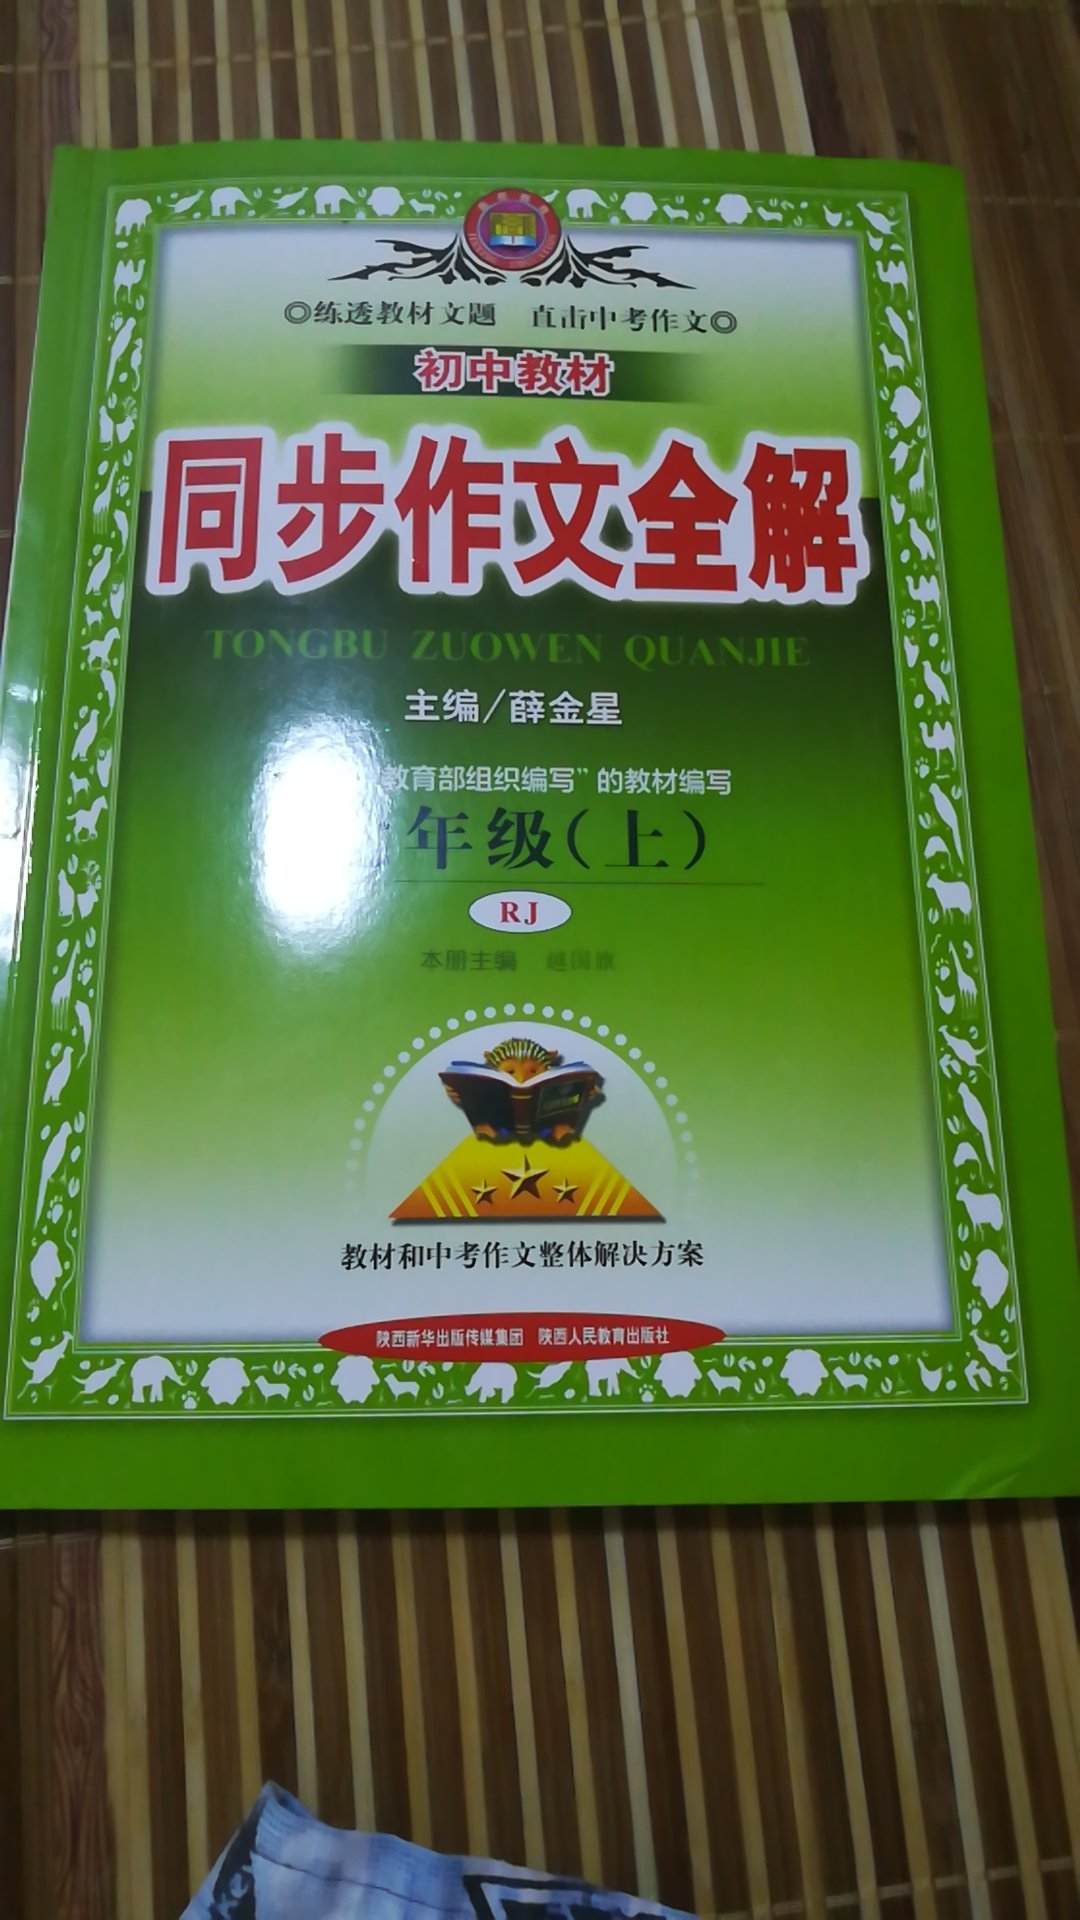 ◎练透教材文题 直击中考作文◎
初中教材
同步作文全解
TONGBU ZUOWEN QUANJIE
主编/薛金星
教育部组织编写”的教材编写
年级(上)
RJ
本册主编
教材和中考作文整体解决方案
陕西新华出版传媒集团 陕西人民教育出版社